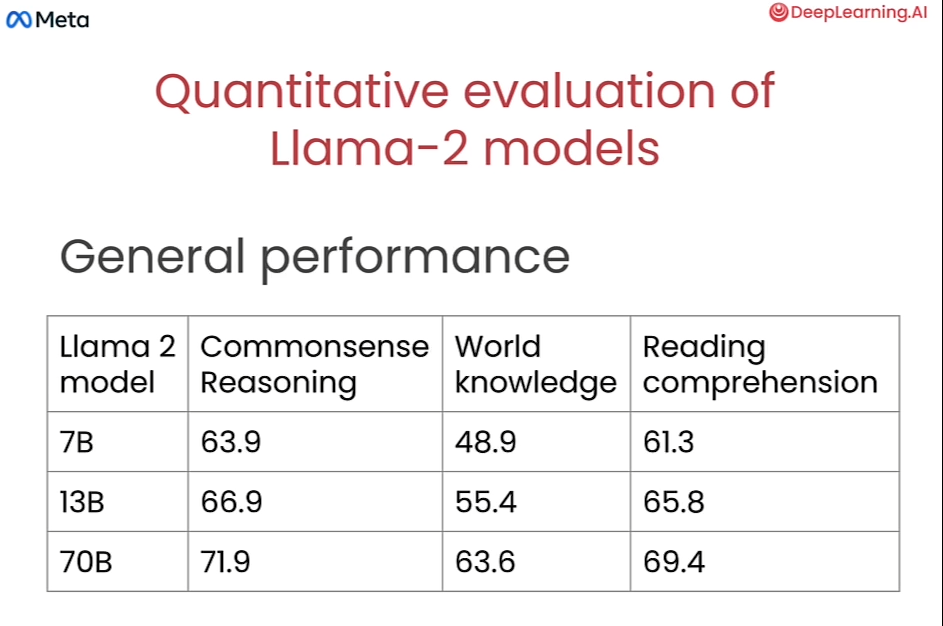 Meta
DeepLearning.AI
Quantitative evaluation of
Llama-2 models
General performance
Llama 2 model Commonsense Reasoning World knowledge Reading comprehension
7B 63.9 48.9 61.3
13B 66.9 55.4 65.8
70B 71.9 63.6 69.4